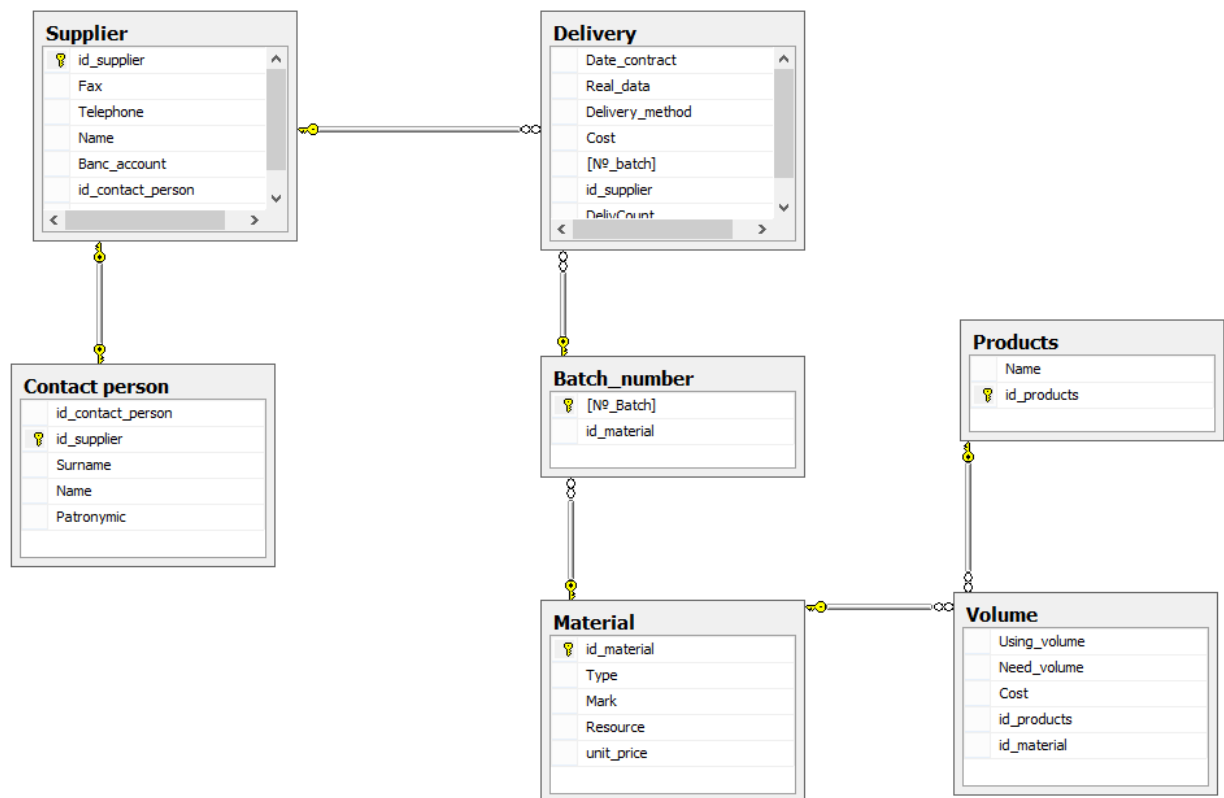 Supplier
id_supplier
Fax
Telephone
Name
Banc_account
id_contact_person
Delivery
Date_contract
Real_data
Delivery_method
Cost
[Nº_batch]
id_supplier
DelivCount
Contact person
id_contact_person
id_supplier
Surname
Name
Patronymic
Batch_number
[Nº_Batch]
id_material
Products
Name
id_products
Material
id_material
Type
Mark
Resource
unit_price
Volume
Using_volume
Need_volume
Cost
id_products
id_material